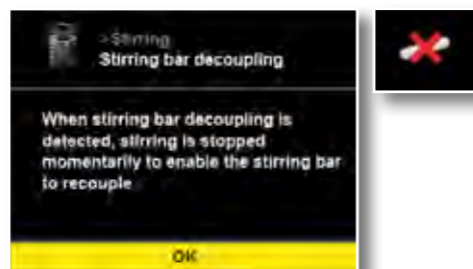 >Stirring
Stirring bar decoupling
When stirring bar decoupling is
detected, stirring is stopped
momentarily to enable the stirring bar
to recouple
OK